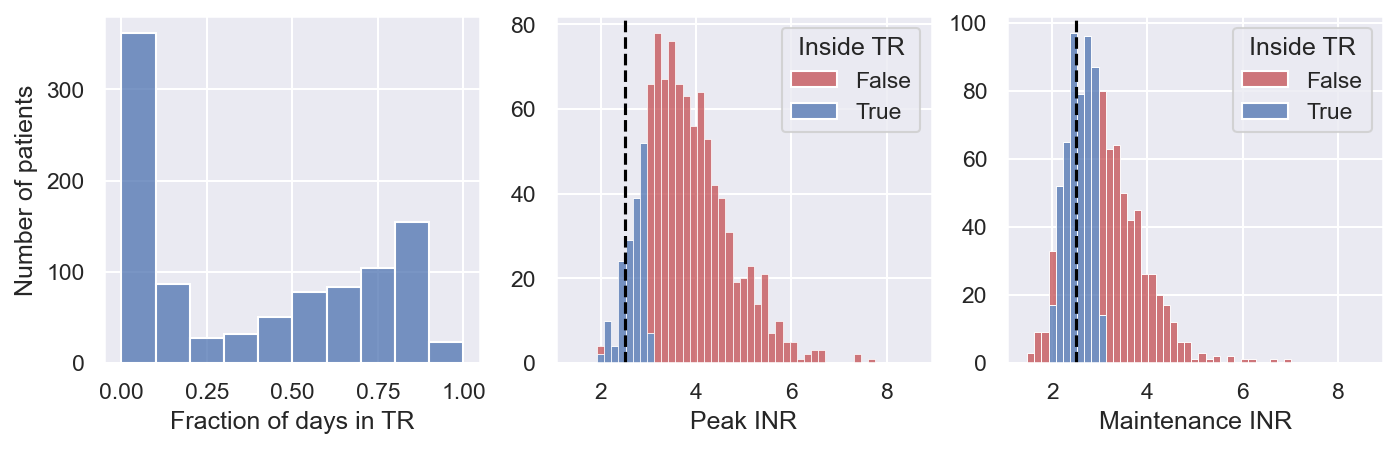 Number of patients
300
200
100
0
0.00 0.25 0.50 0.75 1.00
Fraction of days in TR
80
60
40
20
0
2 4 6 8
Peak INR
Inside TR
False
True
100
80
60
40
20
0
2 4 6 8
Maintenance INR
Inside TR
False
True